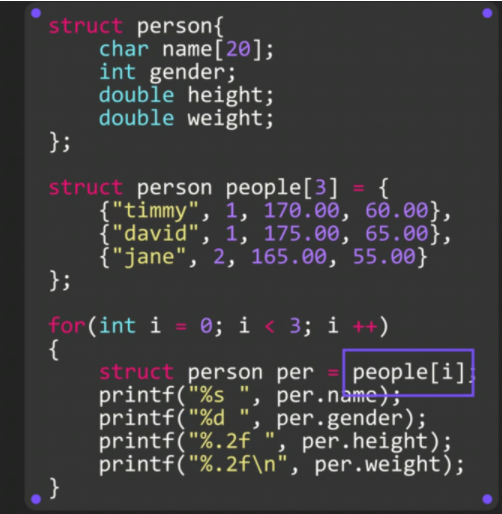 struct person{
    char name[20];
    int gender;
    double height;
    double weight;
};
struct person people[3] = {
    {"timmy", 1, 170.00, 60.00},
    {"david", 1, 175.00, 65.00},
    {"jane", 2, 165.00, 55.00}
};
for(int i = 0; i < 3; i ++)
{
    struct person per = people[i];
    printf("%s ", per.name);
    printf("%d ", per.gender);
    printf("%.2f ", per.height);
    printf("%.2f\n", per.weight);
}